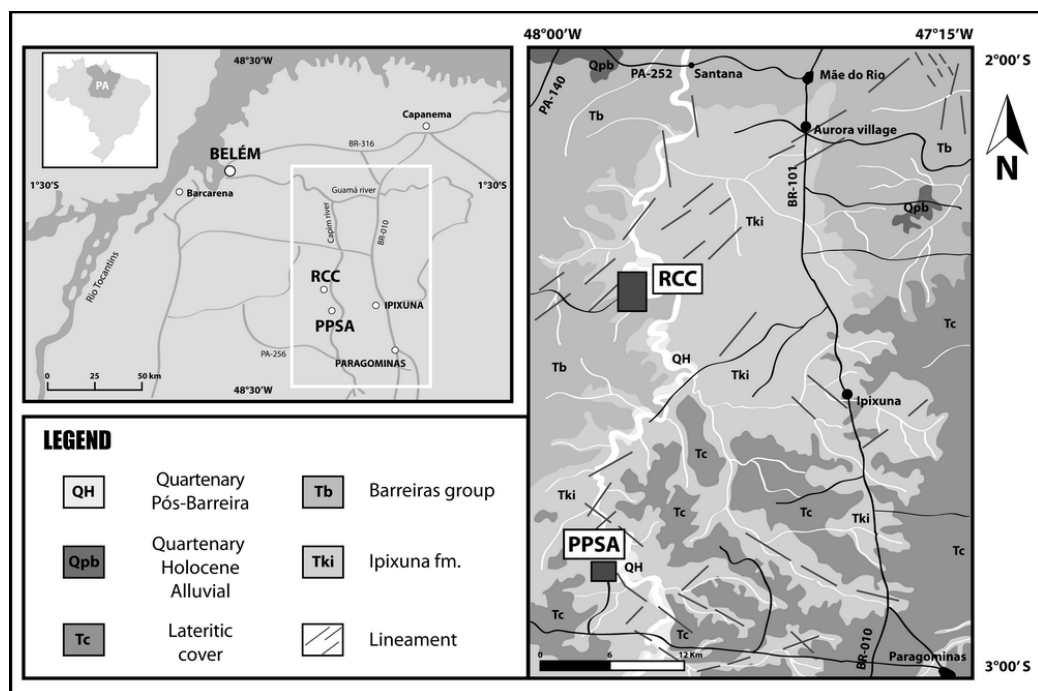 PA
48°30'W
Capanema
BELÉM
BR-316
1°30'S
1°30'S
Barcarena
Guamá river
Capim river
BR-010
Rio Tocantins
RCC
IPIXUNA
PPSA
PA-256
PARAGOMINAS
0 25 50 km
48°30'W
LEGEND
QH
Quartenary
Pós-Barreira
Tb
Barreiras group
Qpb
Quartenary
Holocene
Alluvial
Tki
Ipixuna fm.
Tc
Lateritic
cover
Lineament
48°00'W
47°15'W
2°00'S
Qpb
PA-252
Santana
Mãe do Rio
PA-140
Tb
Aurora village
Tb
N
BR-101
Qpb
Tki
RCC
Tc
QH
Tb
Tki
Ipixuna
Tc
Tki
Tc
Tc
Tki
PPSA
Tc
QH
Tc
Tc
BR-010
0 6 12 Km
Paragominas
3°00'S